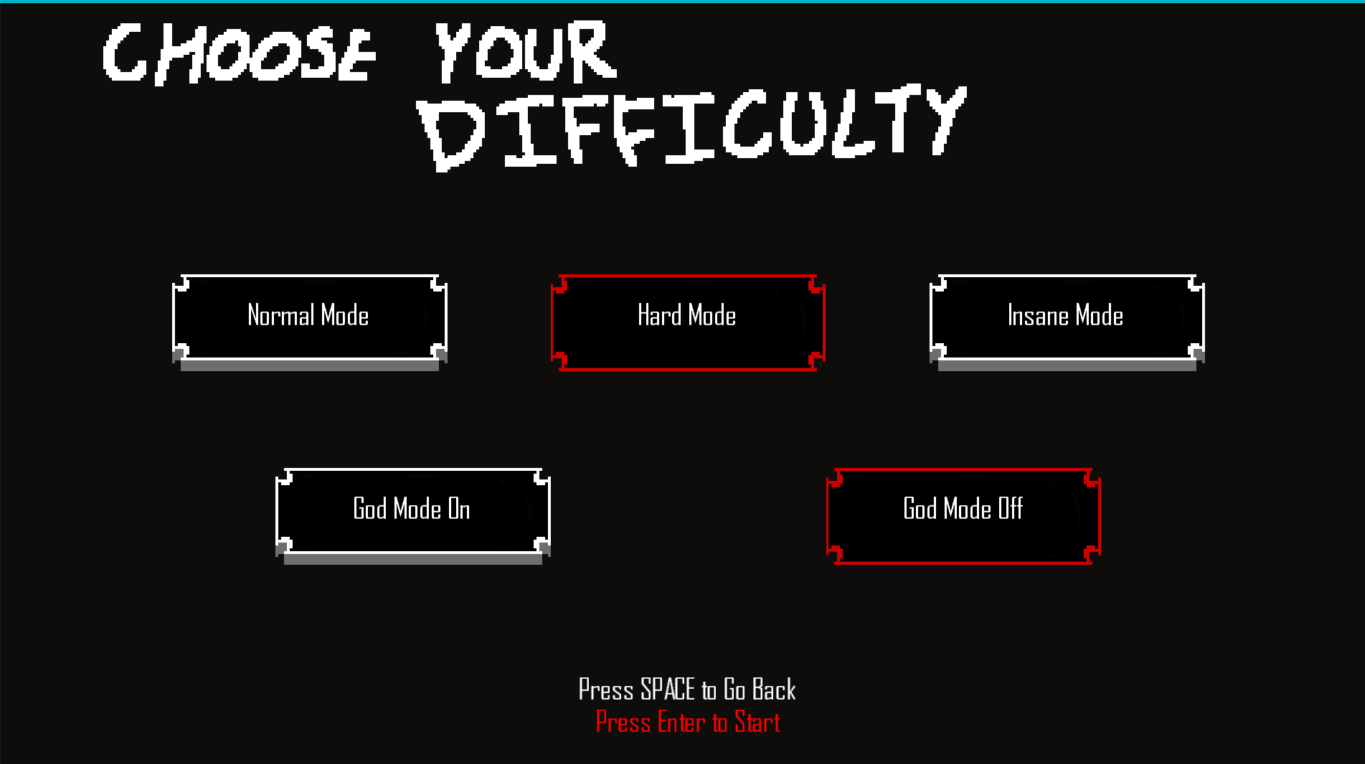 CHOOSE YOUR
DIFFICULTY
Normal Mode
Hard Mode
Insane Mode
God Mode On
God Mode Off
Press SPACE to Go Back
Press Enter to Start